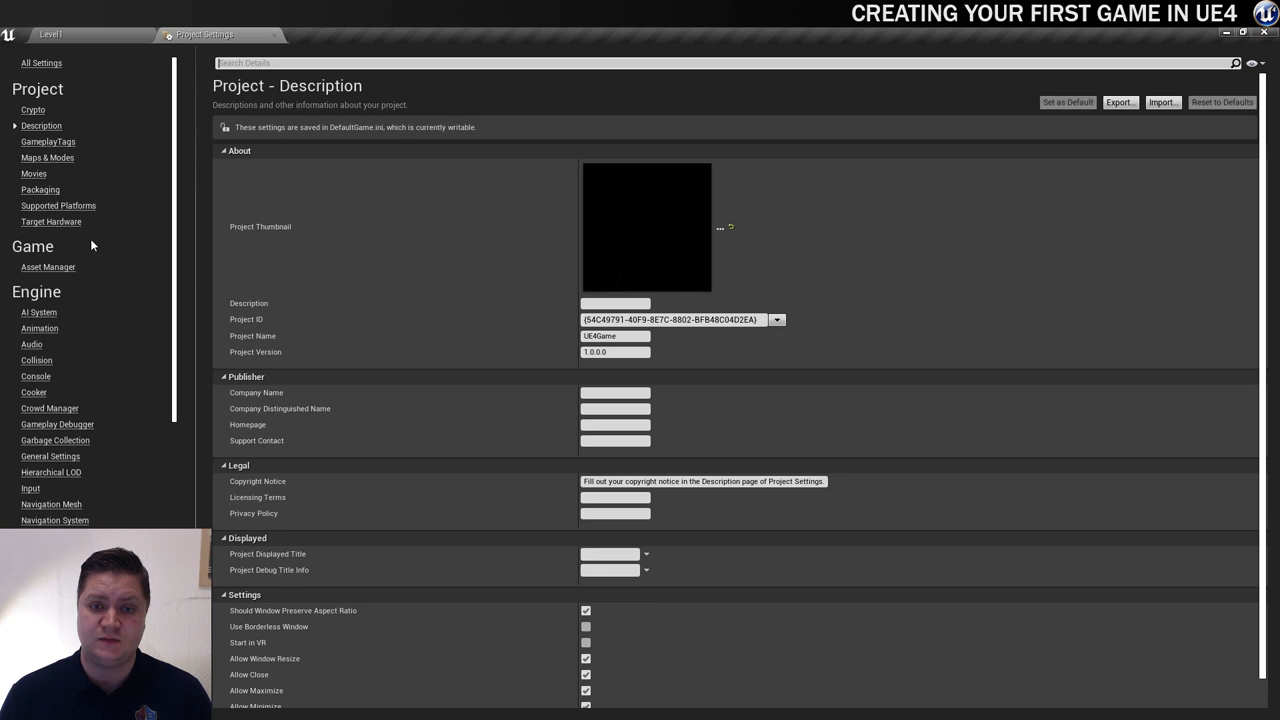 CREATING YOUR FIRST GAME IN UE4
Level1
Project Settings
All Settings
Search Details
Project
Crypto
Description
GameplayTags
Maps & Modes
Movies
Packaging
Supported Platforms
Target Hardware
Game
Asset Manager
Engine
AI System
Animation
Audio
Collision
Console
Cooker
Crowd Manager
Gameplay Debugger
Garbage Collection
General Settings
Hierarchical LOD
Input
Navigation Mesh
Navigation System
Project - Description
Descriptions and other information about your project.
Set as Default Export... Import... Reset to Defaults
These settings are saved in DefaultGame.ini, which is currently writable.
About
Project Thumbnail
Description
Project ID {54C49791-40F9-8E7C-8802-BFB48C04D2EA}
Project Name UE4Game
Project Version 1.0.0.0
Publisher
Company Name
Company Distinguished Name
Homepage
Support Contact
Legal
Copyright Notice Fill out your copyright notice in the Description page of Project Settings.
Licensing Terms
Privacy Policy
Displayed
Project Displayed Title
Project Debug Title Info
Settings
Should Window Preserve Aspect Ratio
Use Borderless Window
Start in VR
Allow Window Resize
Allow Close
Allow Maximize
Allow Minimize